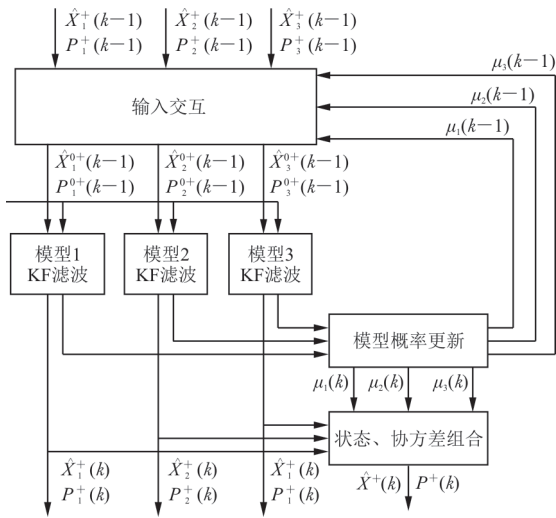 X̂₁⁺(k−1) X̂₂⁺(k−1) X̂₃⁺(k−1)
P₁⁺(k−1) P₂⁺(k−1) P₃⁺(k−1)
μ₃(k−1)
μ₂(k−1)
输入交互
μ₁(k−1)
X̂₁⁰⁺(k−1) X̂₂⁰⁺(k−1) X̂₃⁰⁺(k−1)
P₁⁰⁺(k−1) P₂⁰⁺(k−1) P₃⁰⁺(k−1)
模型1 模型2 模型3
KF滤波 KF滤波 KF滤波
模型概率更新
μ₁(k) μ₂(k) μ₃(k)
状态、协方差组合
X̂₁⁺(k) X̂₂⁺(k) X̂₁⁺(k) X̂⁺(k) P⁺(k)
P₁⁺(k) P₂⁺(k) P₁⁺(k)